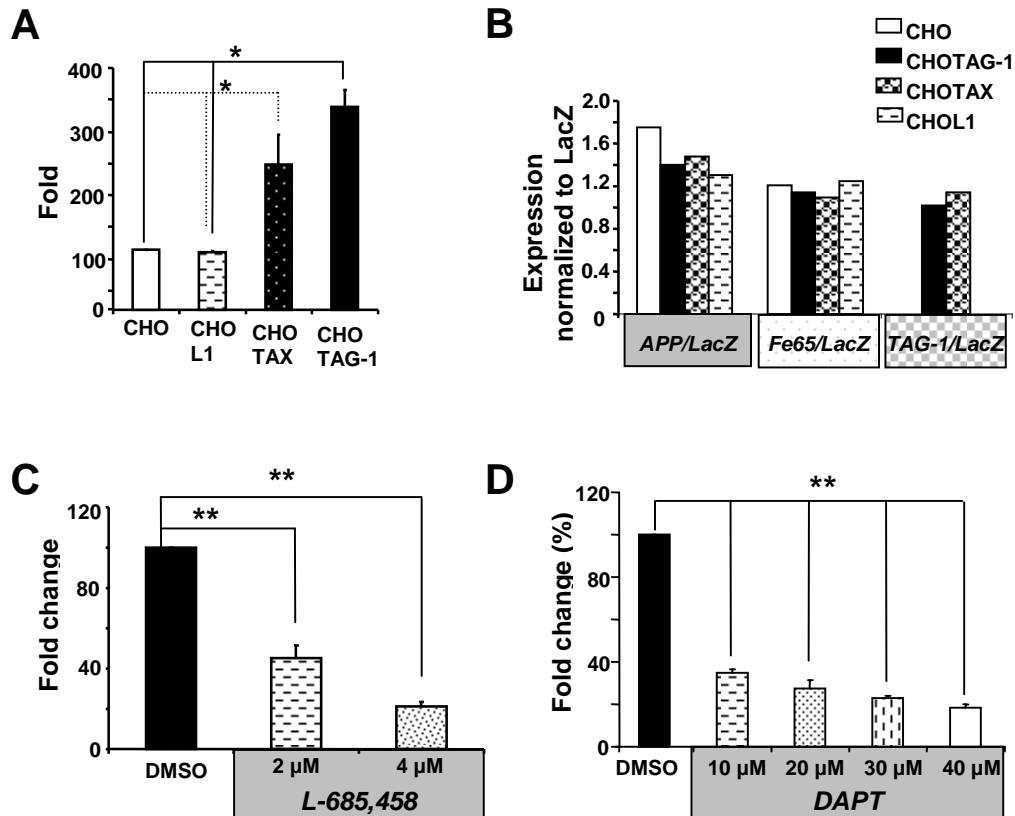 A
*
*
400
300
250
200
100
0
Fold
CHO
CHO L1
CHO TAX
CHO TAG-1
B
CHO
CHOTAG-1
CHOTAX
CHOL1
2.0
1.6
1.2
1.2
0.4
0
Expression
normalized to LacZ
APP/LacZ
Fe65/LacZ
TAG-1/LacZ
C
**
**
120
80
40
0
Fold change
DMSO
2 µM
4 µM
L-685,458
D
**
120
80
40
0
Fold change (%)
DMSO
10 µM
20 µM
30 µM
40 µM
DAPT